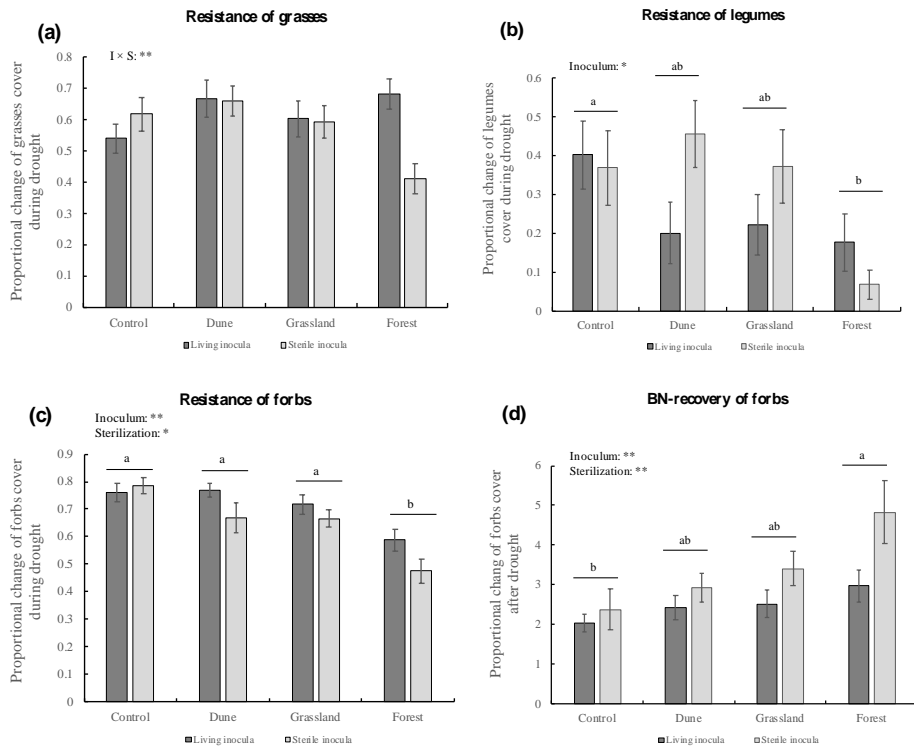 Resistance of grasses
(a)
I × S: **
Proportional change of grasses cover
during drought
0.8
0.7
0.6
0.5
0.4
0.3
0.2
0.1
0
Control Dune Grassland Forest
Living inocula Sterile inocula
Resistance of legumes
(b)
Inoculum: *
Proportional change of legumes
cover during drought
0.6
0.5
0.4
0.3
0.2
0.1
0
a ab ab b
Control Dune Grassland Forest
Living inocula Sterile inocula
Resistance of forbs
(c)
Inoculum: **
Sterilization: *
Proportional change of forbs cover
during drought
0.9
0.8
0.7
0.6
0.5
0.4
0.3
0.2
0.1
0
a a a b
Control Dune Grassland Forest
Living inocula Sterile inocula
BN-recovery of forbs
(d)
Inoculum: **
Sterilization: **
Proportional chang of forbs cover
after drought
6
5
4
3
2
1
0
b ab ab a
Control Dune Grassland Forest
Living inocula Sterile inocula